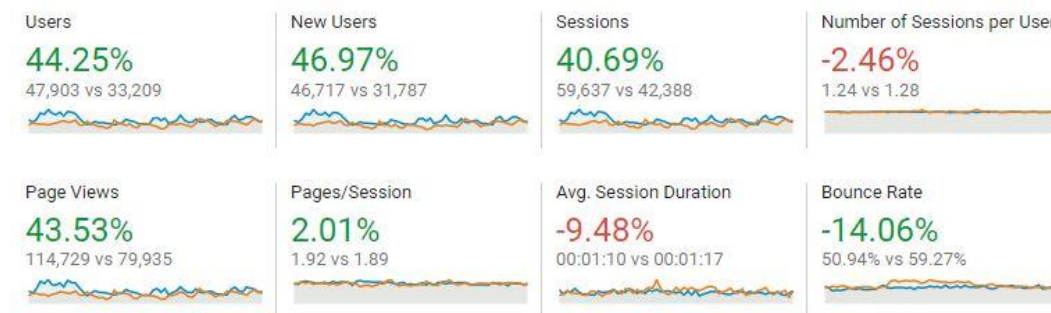 Users
44.25%
47,903 vs 33,209
New Users
46.97%
46,717 vs 31,787
Sessions
40.69%
59,637 vs 42,388
Number of Sessions per User
-2.46%
1.24 vs 1.28
Page Views
43.53%
114,729 vs 79,935
Pages/Session
2.01%
1.92 vs 1.89
Avg. Session Duration
-9.48%
00:01:10 vs 00:01:17
Bounce Rate
-14.06%
50.94% vs 59.27%